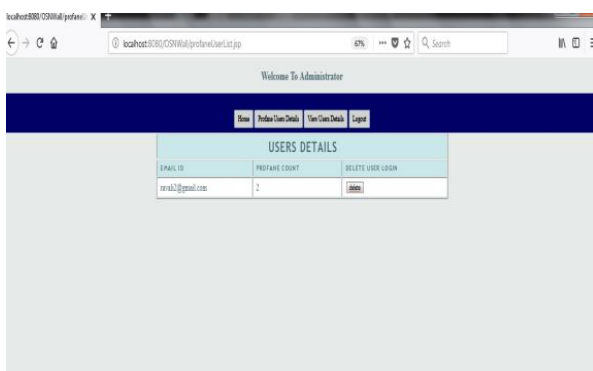 localhost:8080/OSNWall/profaneU X +
localhost:8080/OSNWall/profaneUserList.jsp 67% Search
Welcome To Administrator
Home Profane Users Details View Users Details Logout
USERS DETAILS
EMAIL ID PROFANE COUNT DELETE USER LOGIN
2 delete